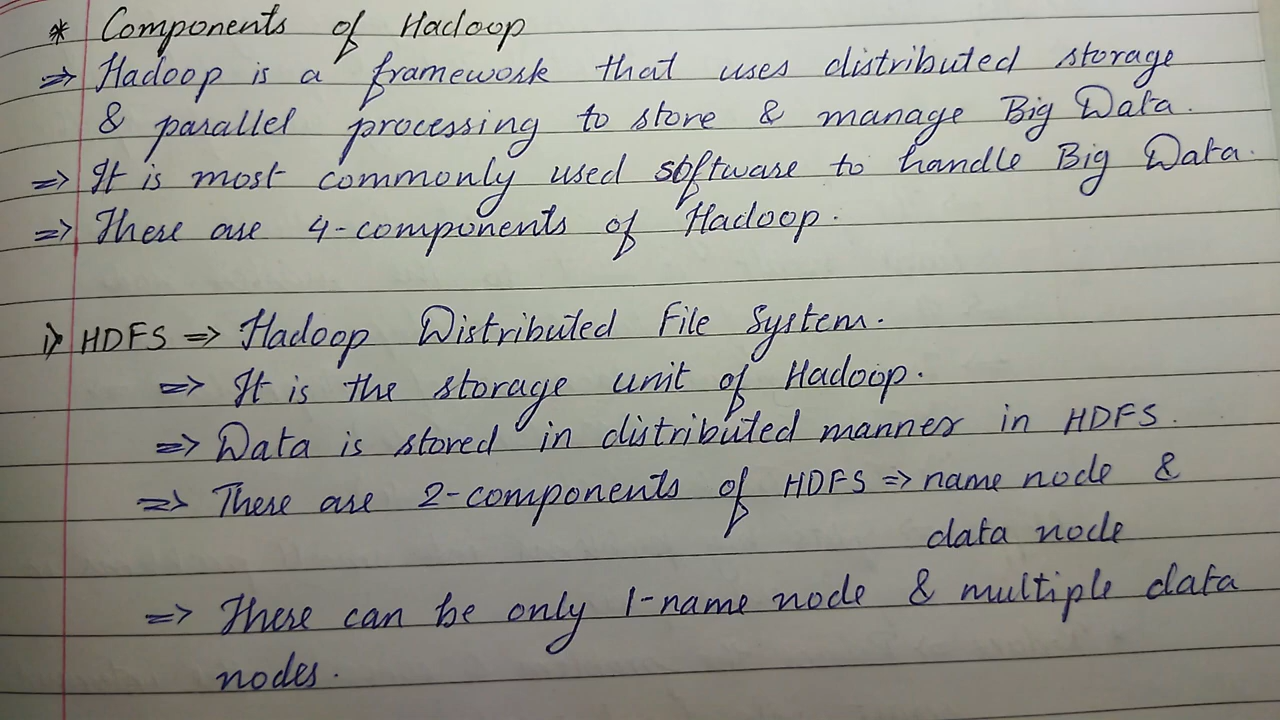 * Components of Hadoop
⇒ Hadoop is a framework that uses distributed storage
& parallel processing to store & manage Big Data.
⇒ It is most commonly used software to handle Big Data.
⇒ There are 4-components of Hadoop.
i) HDFS ⇒ Hadoop Distributed File System.
⇒ It is the storage unit of Hadoop.
⇒ Data is stored in distributed manner in HDFS.
⇒ There are 2-components of HDFS ⇒ name node &
data node
⇒ There can be only 1-name node & multiple data
nodes.